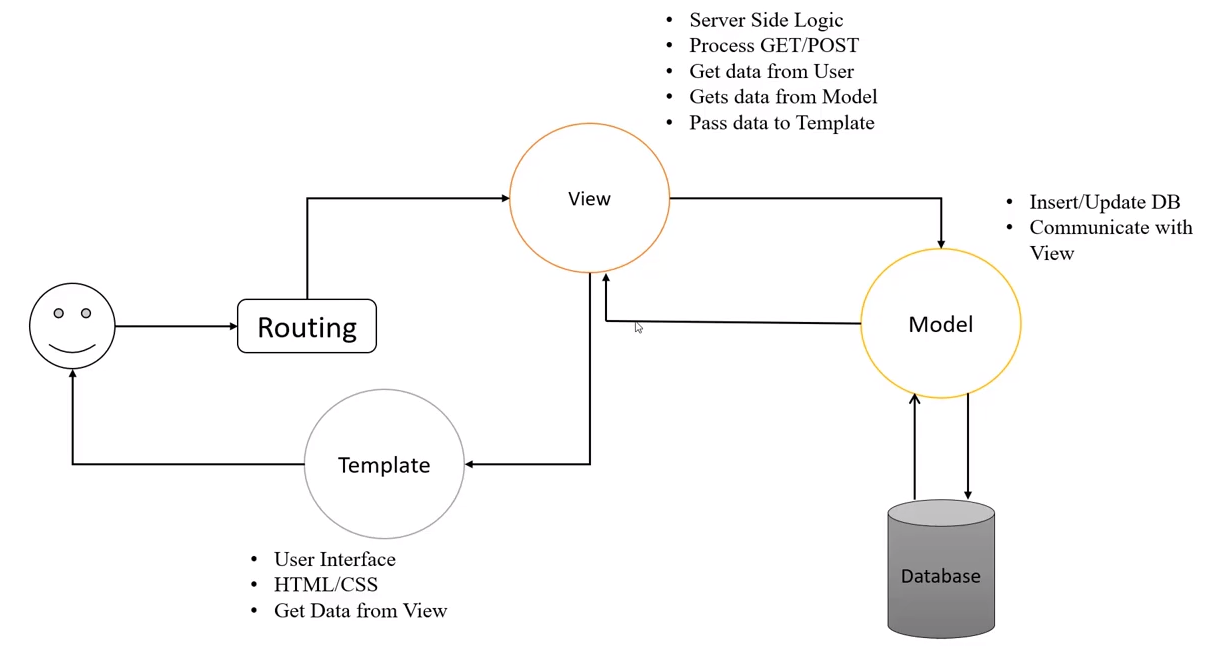 • Server Side Logic
• Process GET/POST
• Get data from User
• Gets data from Model
• Pass data to Template
View
• Insert/Update DB
• Communicate with
View
Routing
Model
Template
• User Interface
• HTML/CSS
• Get Data from View
Database